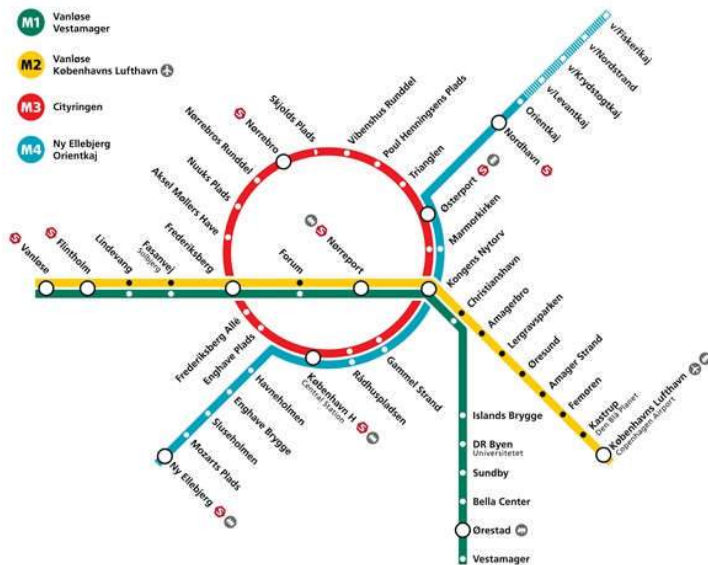 M1
Vanløse
Vestamager
M2
Vanløse
Københavns Lufthavn
M3
Cityringen
M4
Ny Ellebjerg
Orientkaj
v/Fiskerikaj
v/Nordstrand
v/Krydstogtkaj
v/Levantkaj
Orientkaj
S Nordhavn
Østerport S
Marmorkirken
Trianglen
Poul Henningsens Plads
Vibenshus Runddel
Skjolds Plads
S Nørrebro
Nørrebros Runddel
Nuuks Plads
Aksel Møllers Have
Frederiksberg
Fasanvej
Solbjerg
Lindevang
S Flintholm
S Vanløse
Forum
S Nørreport
Kongens Nytorv
Christianshavn
Amagerbro
Lergravsparken
Øresund
Amager Strand
Femøren
Kastrup
Den Blå Planet
Københavns Lufthavn
Copenhagen Airport
Frederiksberg Allé
Enghave Plads
København H S
Central Station
Rådhuspladsen
Gammel Strand
Havneholmen
Enghave Brygge
Sluseholmen
Mozarts Plads
Ny Ellebjerg S
Islands Brygge
DR Byen
Universitetet
Sundby
Bella Center
Ørestad
Vestamager